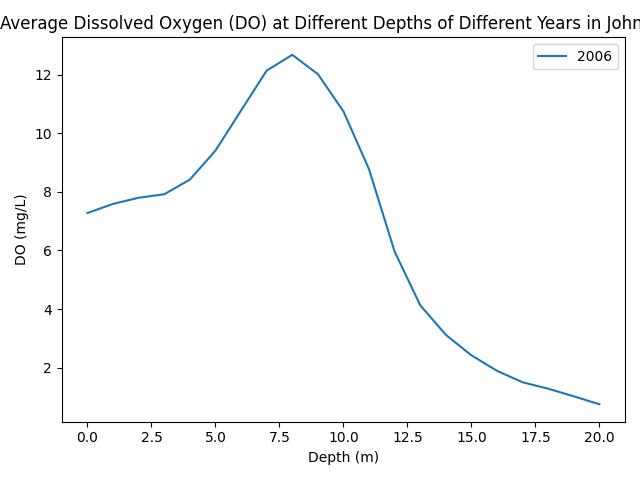 Average Dissolved Oxygen (DO) at Different Depths of Different Years in John
2006
DO (mg/L)
12
10
8
6
4
2
0.0 2.5 5.0 7.5 10.0 12.5 15.0 17.5 20.0
Depth (m)